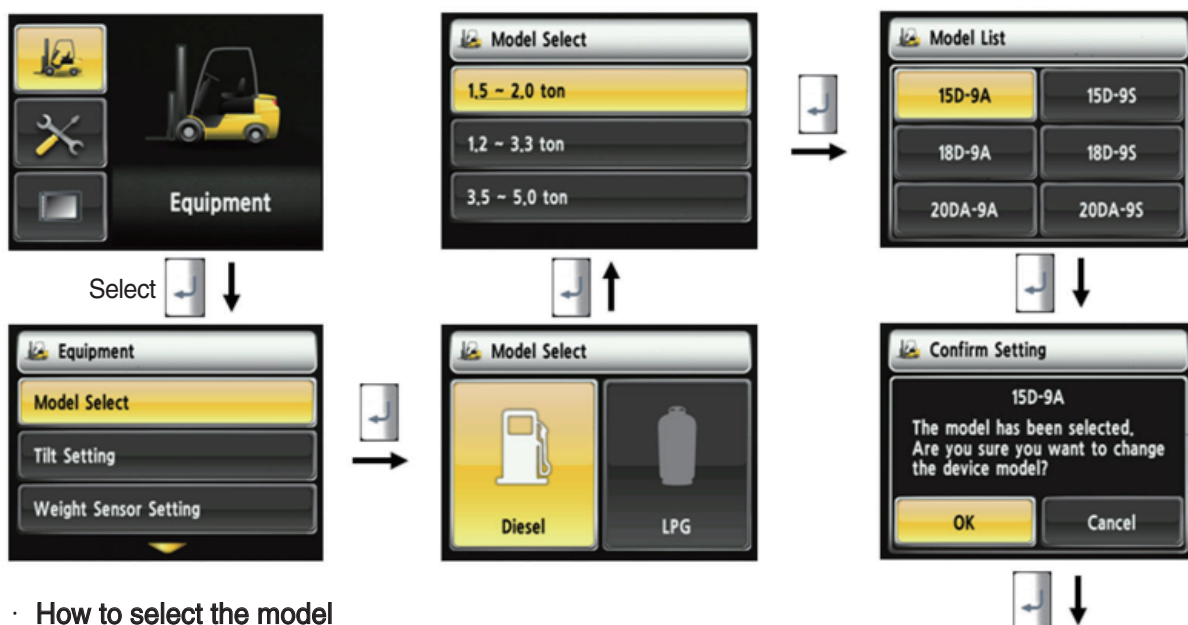 Equipment
Select
Equipment
Model Select
Tilt Setting
Weight Sensor Setting
Model Select
Diesel
LPG
Model Select
1.5 ~ 2.0 ton
1.2 ~ 3.3 ton
3.5 ~ 5.0 ton
Model List
15D-9A
15D-9S
18D-9A
18D-9S
20DA-9A
20DA-9S
Confirm Setting
15D-9A
The model has been selected.
Are you sure you want to change
the device model?
OK
Cancel
· How to select the model